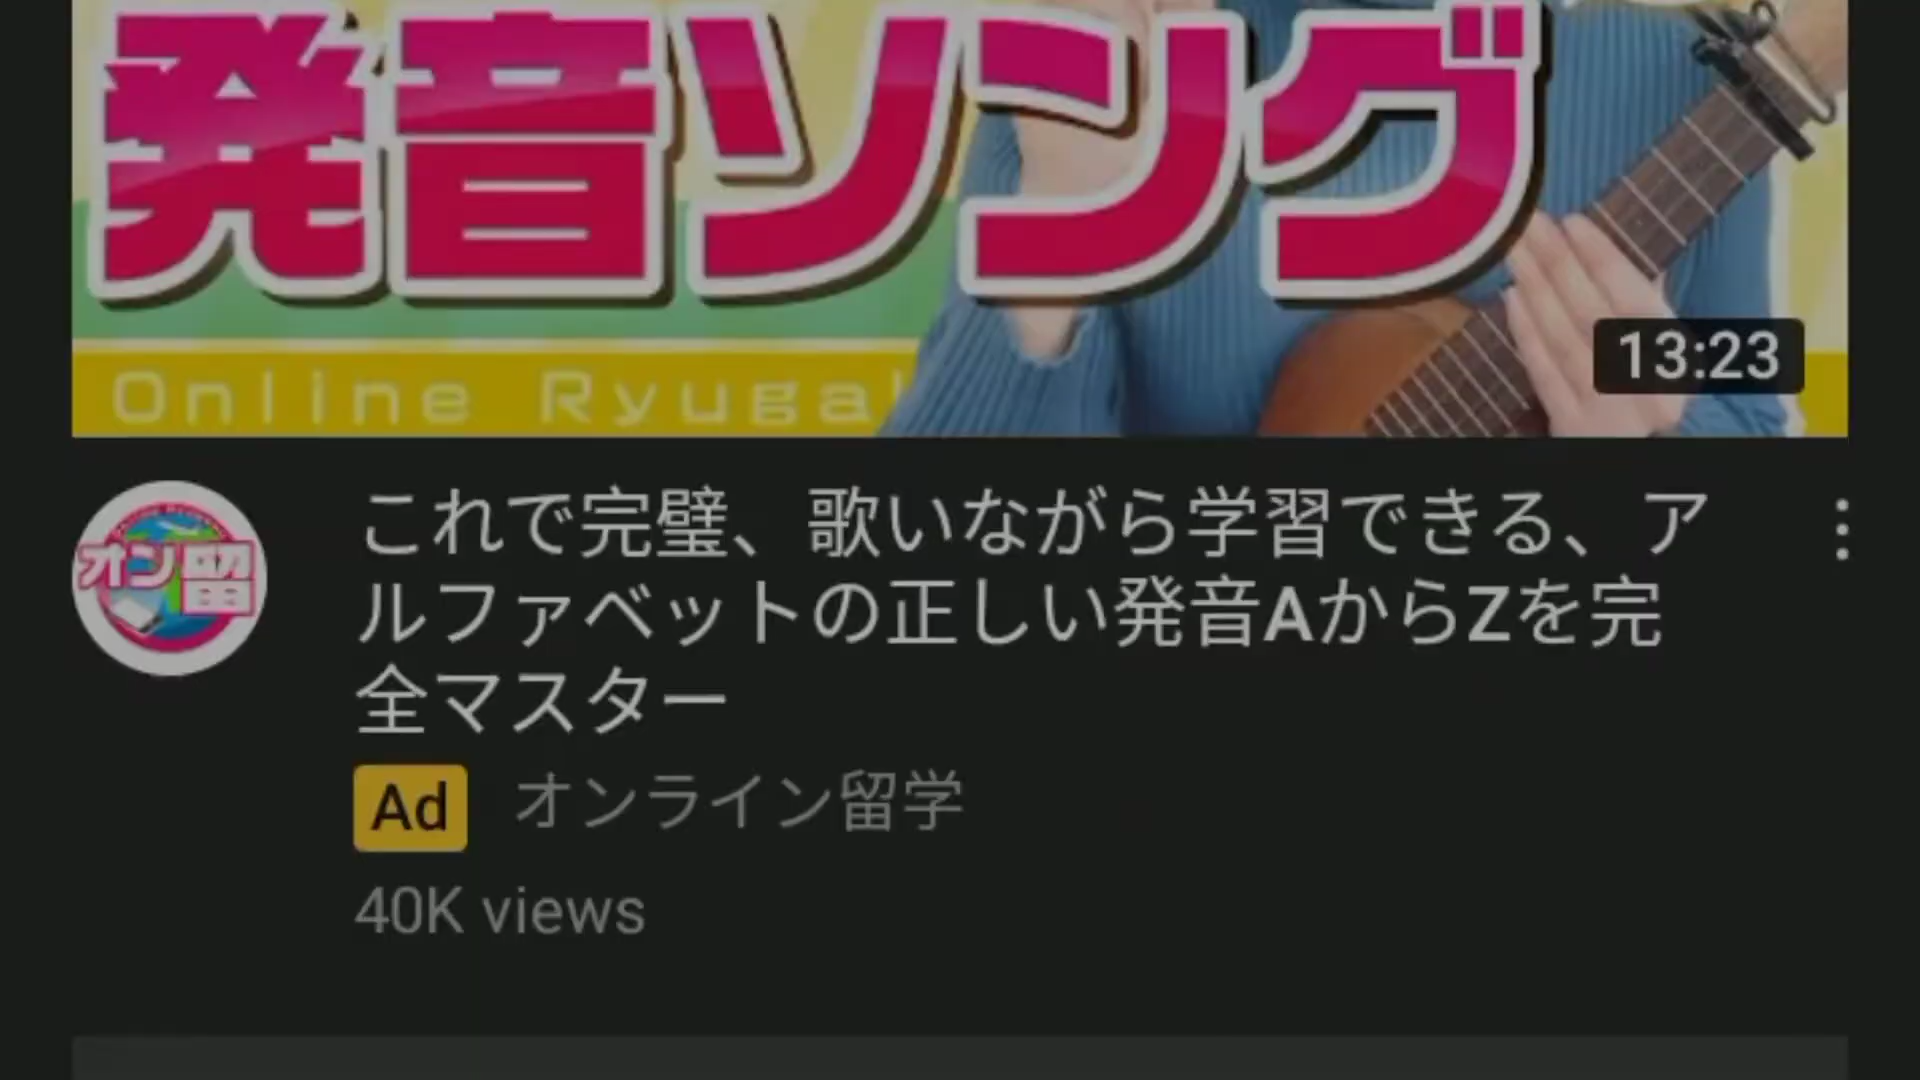 発音ソング
Online Ryuga
13:23
オン留
これで完璧、歌いながら学習できる、ア
ルファベットの正しい発音AからZを完
全マスター
Ad オンライン留学
40K views